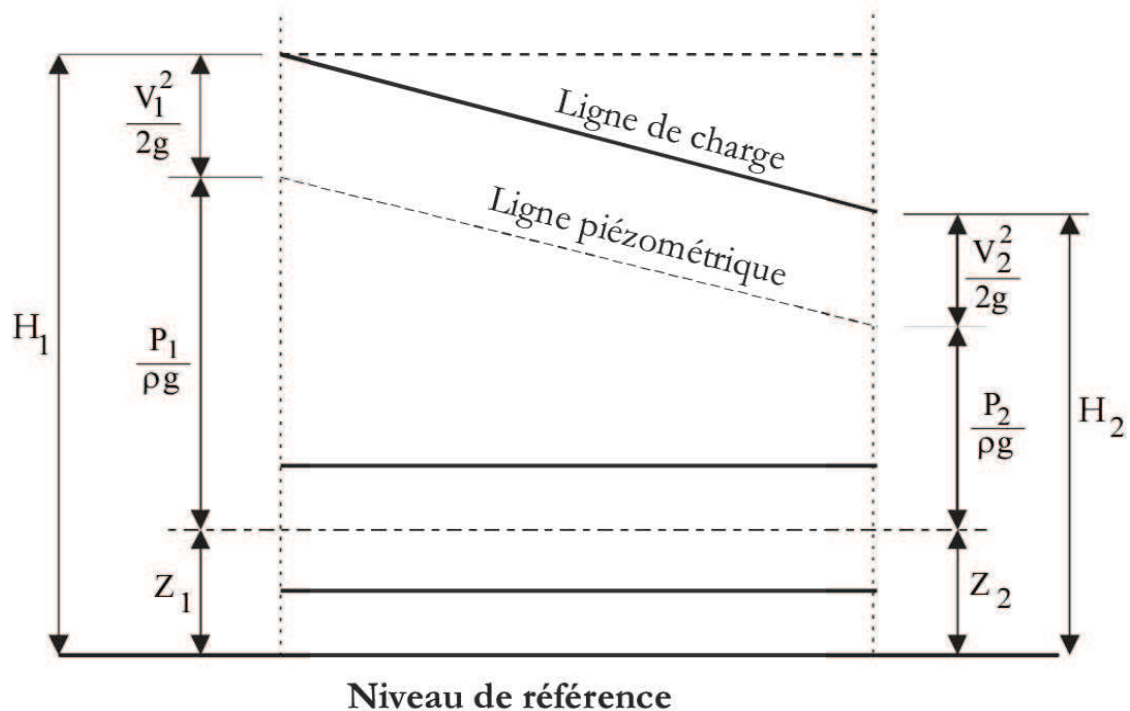 V₁²
2g
Ligne de charge
Ligne piézométrique
V₂²
2g
H₁
P₁
ρg
P₂
ρg
H₂
Z₁
Z₂
Niveau de référence